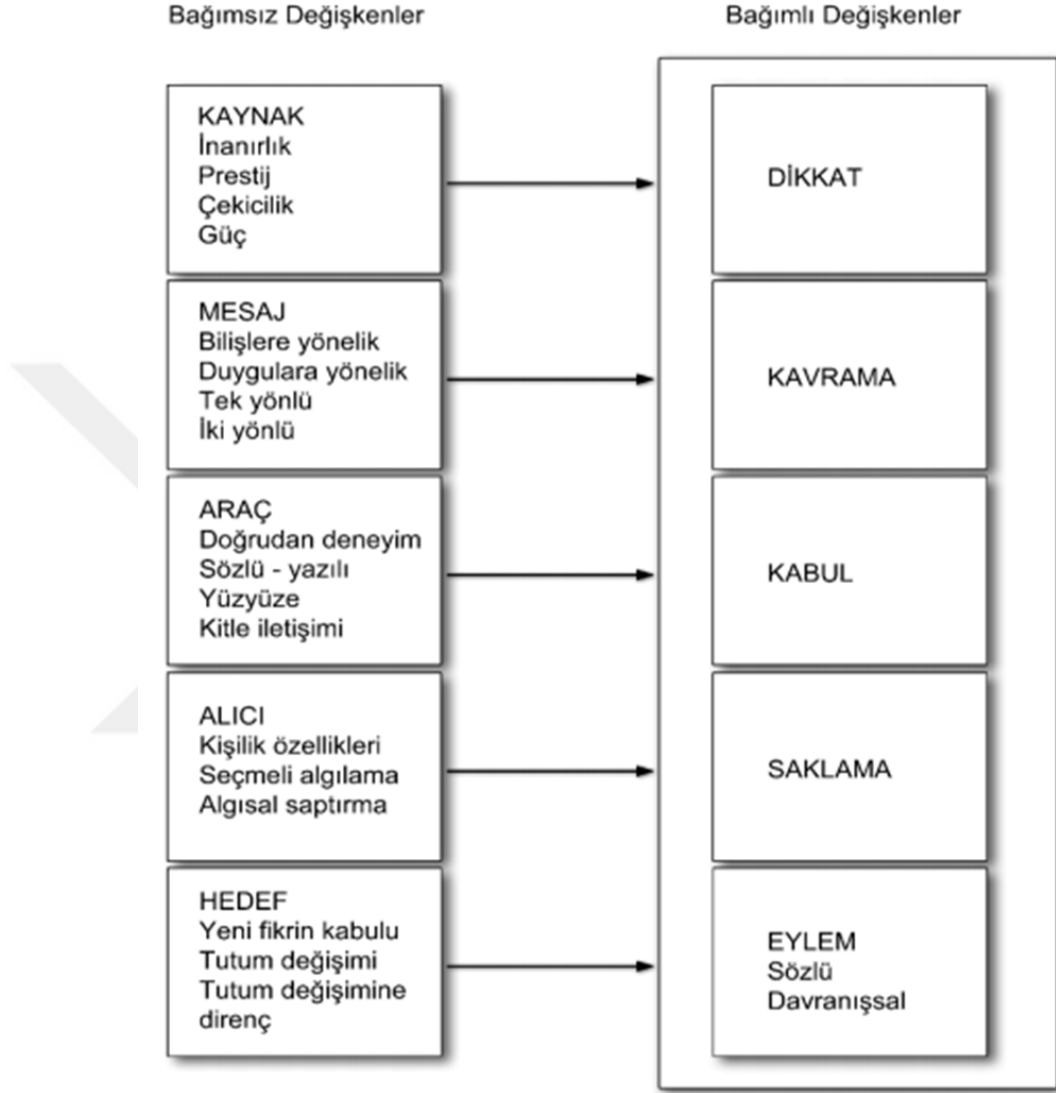 Bağımsız Değişkenler
Bağımlı Değişkenler
KAYNAK
İnanırlık
Prestij
Çekicilik
Güç
DİKKAT
MESAJ
Bilişlere yönelik
Duygulara yönelik
Tek yönlü
İki yönlü
KAVRAMA
ARAÇ
Doğrudan deneyim
Sözlü - yazılı
Yüzyüze
Kitle iletişimi
KABUL
ALICI
Kişilik özellikleri
Seçmeli algılama
Algısal saptırma
SAKLAMA
HEDEF
Yeni fikrin kabulu
Tutum değişimi
Tutum değişimine
direnç
EYLEM
Sözlü
Davranışsal